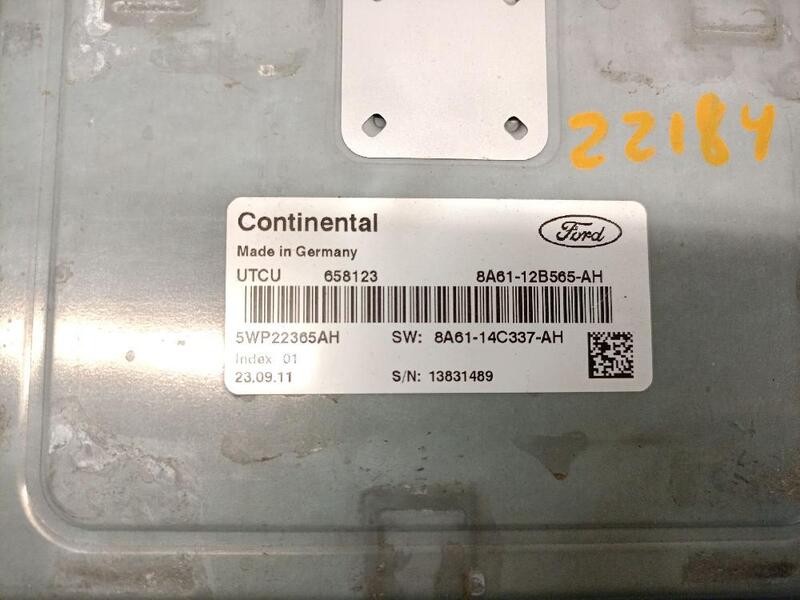 22184
Continental
Ford
Made in Germany
UTCU 658123 8A61-12B565-AH
5WP22365AH SW: 8A61-14C337-AH
Index 01
23.09.11 S/N: 13831489